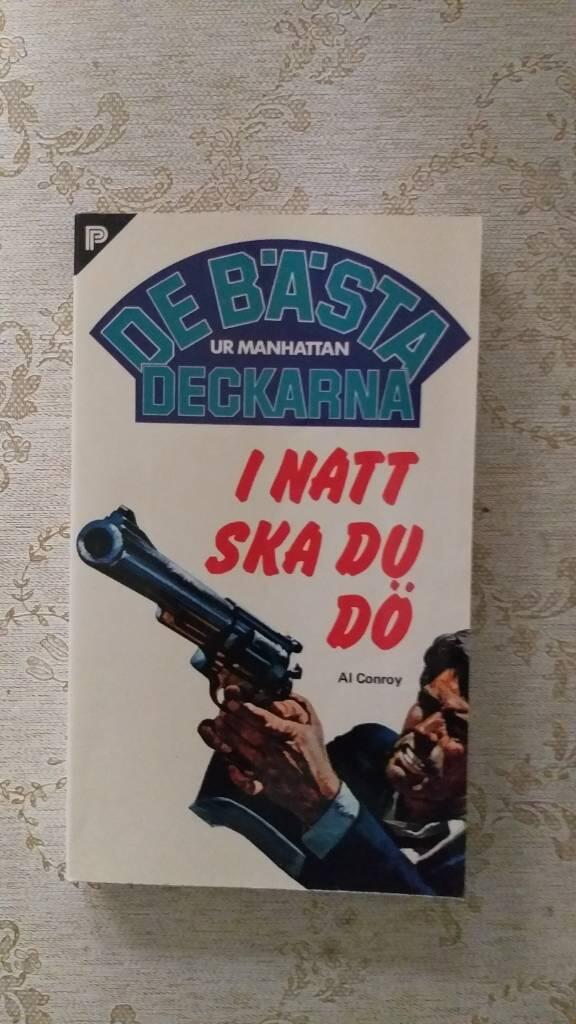 P
DE BÄSTA
UR MANHATTAN
DECKARNA
I NATT
SKA DU
DÖ
Al Conroy